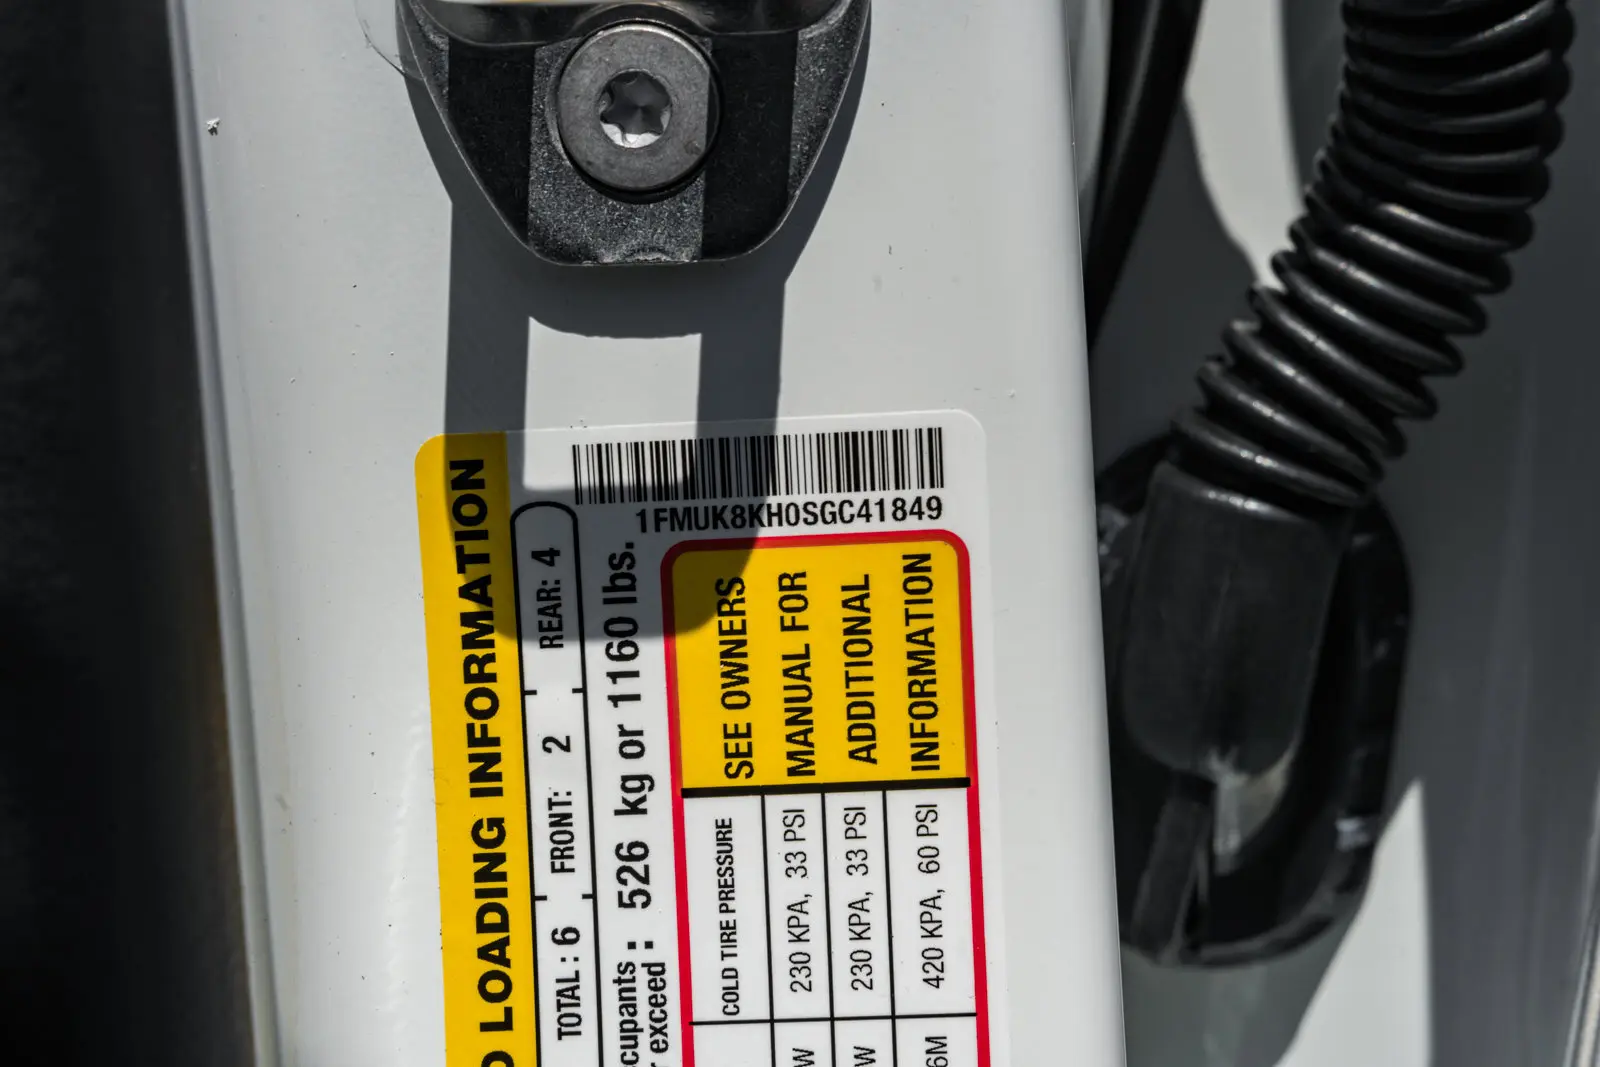 1FMUK8KH0SGC41849
LOADING INFORMATION
TOTAL : 6 FRONT: 2 REAR: 4
: 526 kg or 1160 lbs.
exceed
COLD TIRE PRESSURE
230 KPA, 33 PSI
230 KPA, 33 PSI
420 KPA, 60 PSI
SEE OWNERS
MANUAL FOR
ADDITIONAL
INFORMATION